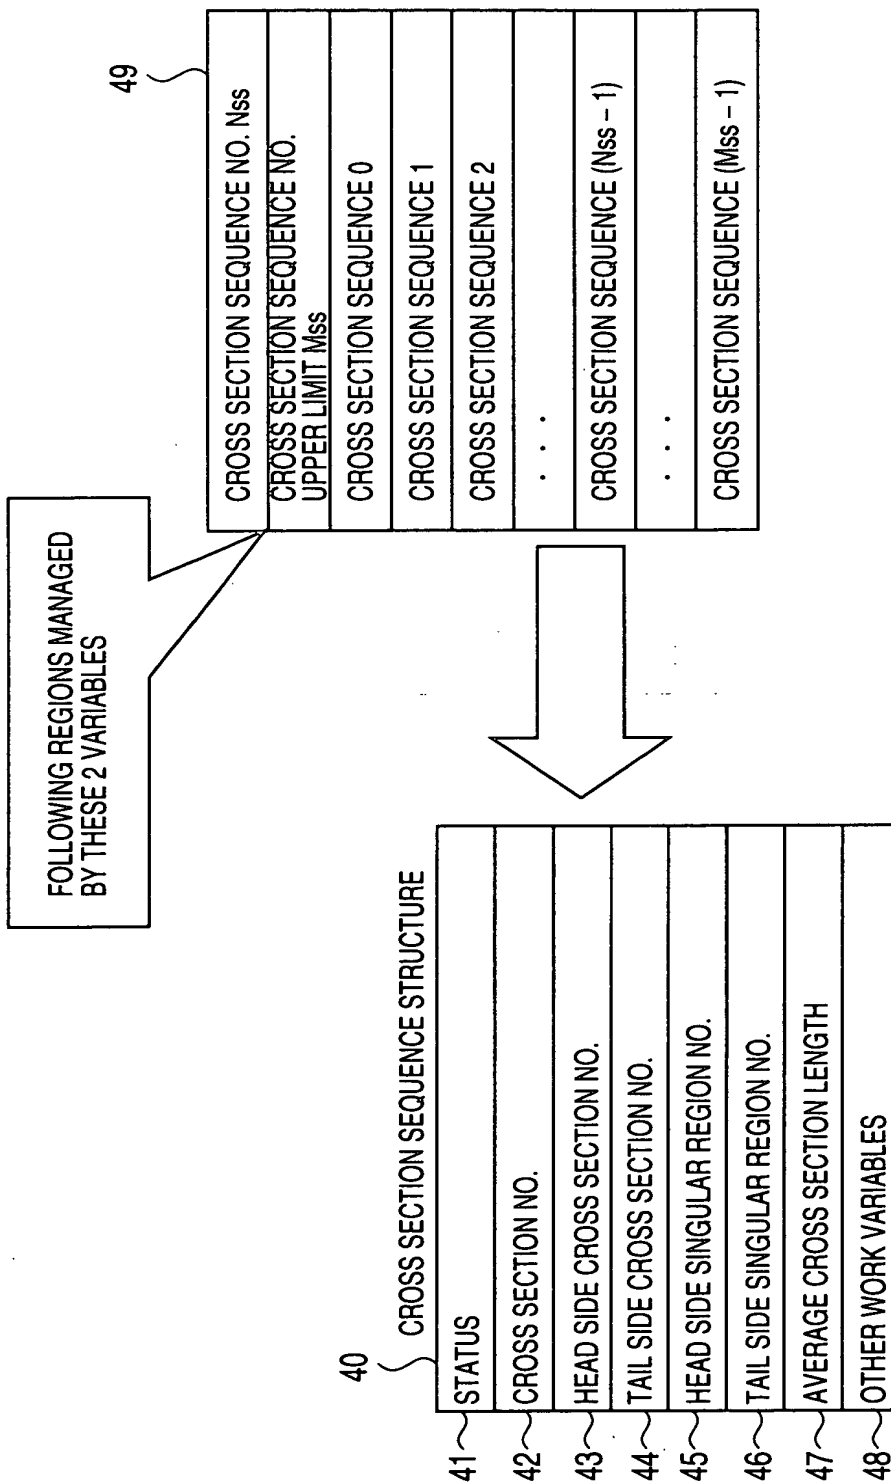 FOLLOWING REGIONS MANAGED
BY THESE 2 VARIABLES
49
CROSS SECTION SEQUENCE NO. Nss
CROSS SECTION SEQUENCE NO.
UPPER LIMIT Mss
CROSS SECTION SEQUENCE 0
CROSS SECTION SEQUENCE 1
CROSS SECTION SEQUENCE 2
. . .
CROSS SECTION SEQUENCE (Nss – 1)
. . .
CROSS SECTION SEQUENCE (Mss – 1)
CROSS SECTION SEQUENCE STRUCTURE
40
41 STATUS
42 CROSS SECTION NO.
43 HEAD SIDE CROSS SECTION NO.
44 TAIL SIDE CROSS SECTION NO.
45 HEAD SIDE SINGULAR REGION NO.
46 TAIL SIDE SINGULAR REGION NO.
47 AVERAGE CROSS SECTION LENGTH
48 OTHER WORK VARIABLES